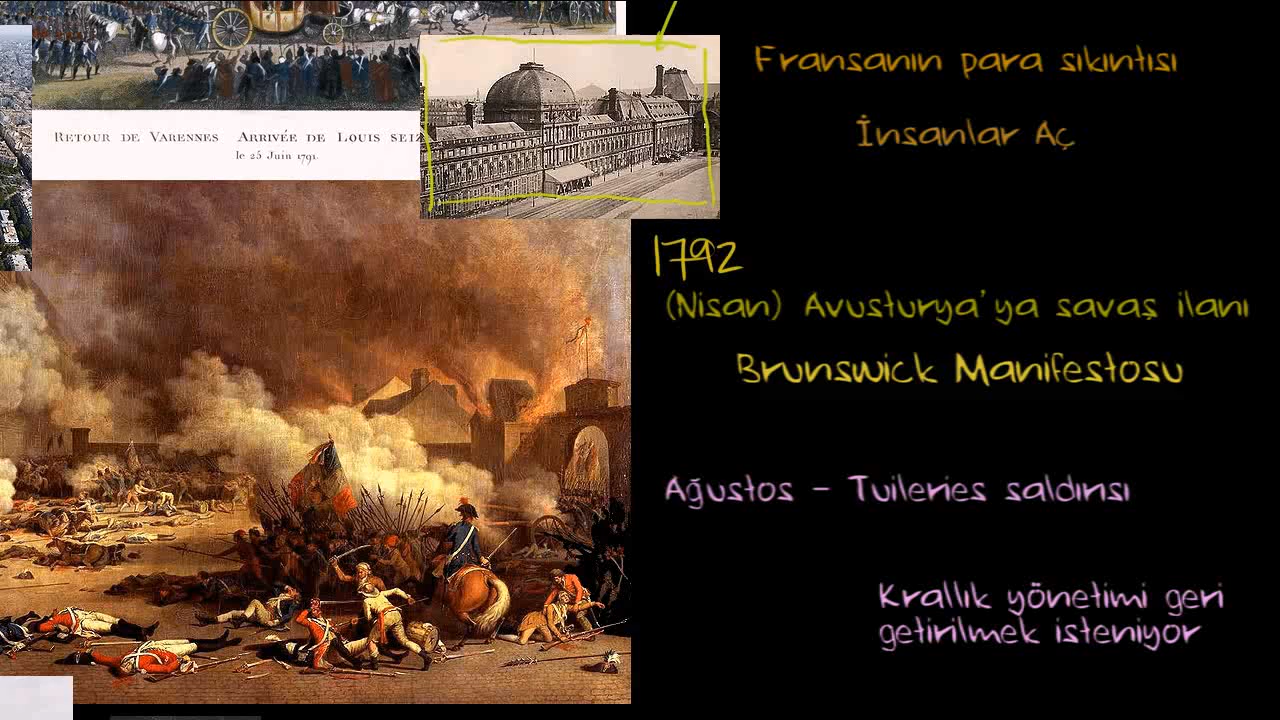 RETOUR DE VARENNES ARRIVÉE DE LOUIS
le 25 Juin 1791.
Fransanın para sıkıntısı
İnsanlar Aç
1792
(Nisan) Avusturya'ya savaş ilanı
Brunswick Manifestosu
Ağustos - Tuileries saldırısı
Krallık yönetimi geri
getirilmek isteniyor